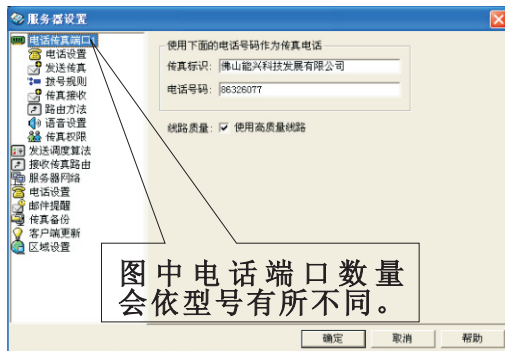 服务器设置
电话传真端口1
电话设置
发送传真
拨号规则
传真接收
路由方法
语音设置
传真权限
发送调度算法
接收传真路由
服务器网络
电话设置
邮件提醒
传真备份
客户端更新
区域设置
使用下面的电话号码作为传真电话
传真标识: 佛山能兴科技发展有限公司
电话号码: 86326077
线路质量: 使用高质量线路
图中电话端口数量
会依型号有所不同。
确定 取消 帮助